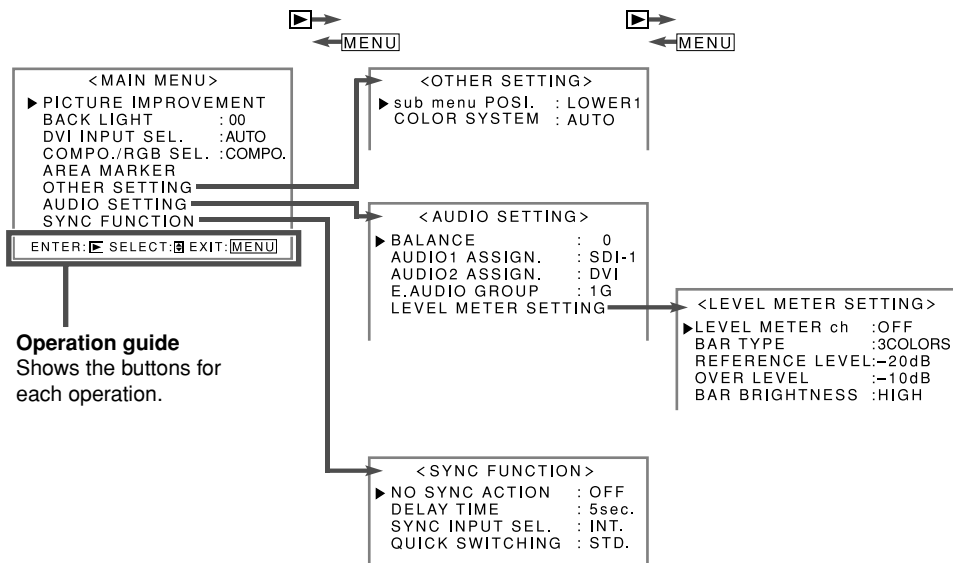 MENU
MENU
<MAIN MENU>
PICTURE IMPROVEMENT
BACK LIGHT : 00
DVI INPUT SEL. : AUTO
COMPO./RGB SEL. : COMPO.
AREA MARKER
OTHER SETTING
AUDIO SETTING
SYNC FUNCTION
ENTER: SELECT: EXIT: MENU
Operation guide
Shows the buttons for
each operation.
<OTHER SETTING>
sub menu POSI. : LOWER1
COLOR SYSTEM : AUTO
<AUDIO SETTING>
BALANCE : 0
AUDIO1 ASSIGN. : SDI-1
AUDIO2 ASSIGN. : DVI
E.AUDIO GROUP : 1G
LEVEL METER SETTING
<LEVEL METER SETTING>
LEVEL METER ch :OFF
BAR TYPE :3COLORS
REFERENCE LEVEL:–20dB
OVER LEVEL :–10dB
BAR BRIGHTNESS :HIGH
<SYNC FUNCTION>
NO SYNC ACTION : OFF
DELAY TIME : 5sec.
SYNC INPUT SEL. : INT.
QUICK SWITCHING : STD.